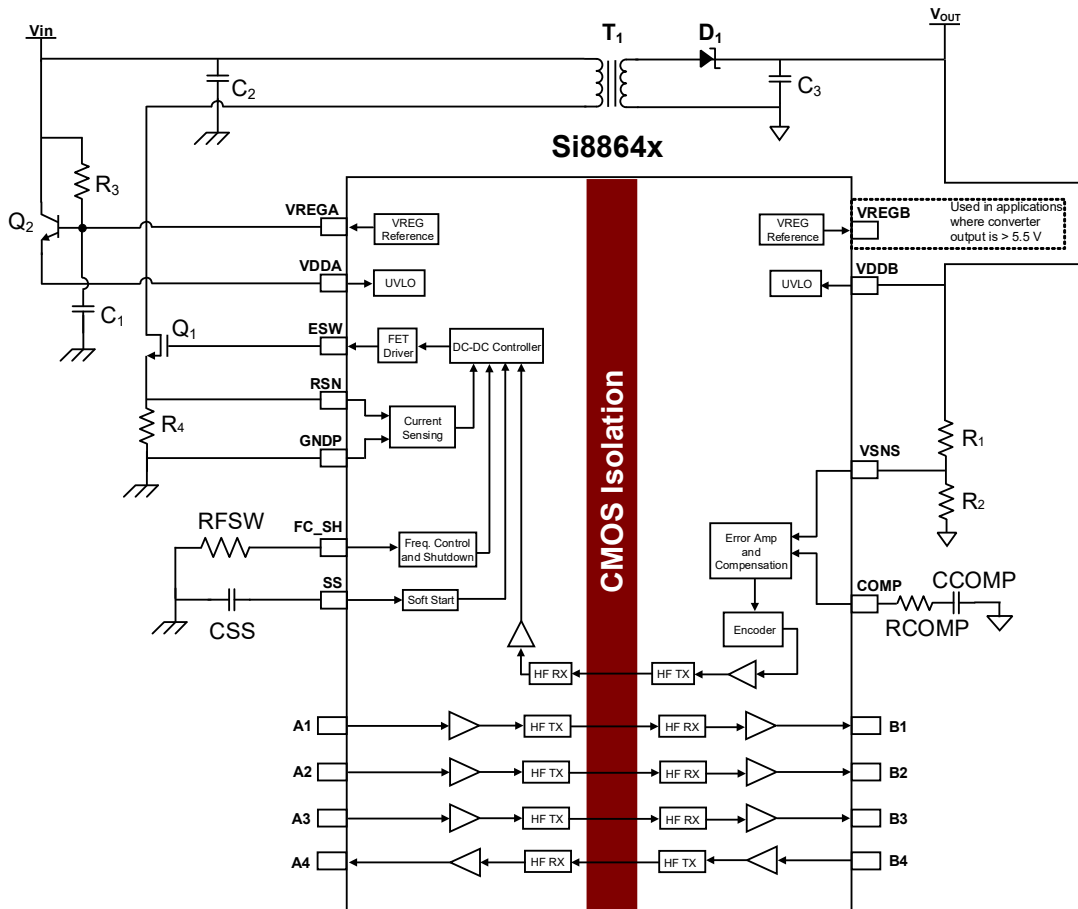 Vin
T1
D1
VOUT
C2
C3
Si8864x
R3
Q2
VREGA
VREG
Reference
VREG
Reference
VREGB
Used in applications
where converter
output is > 5.5 V
VDDA
UVLO
UVLO
VDDB
C1
Q1
ESW
FET
Driver
DC-DC Controller
CMOS Isolation
RSN
R4
Current
Sensing
GNDP
R1
VSNS
R2
RFSW
FC_SH
Freq. Control
and Shutdown
Error Amp
and
Compensation
SS
Soft Start
CSS
COMP
CCOMP
RCOMP
Encoder
HF RX
HF TX
A1
HF TX
HF RX
B1
A2
HF TX
HF RX
B2
A3
HF TX
HF RX
B3
A4
HF RX
HF TX
B4